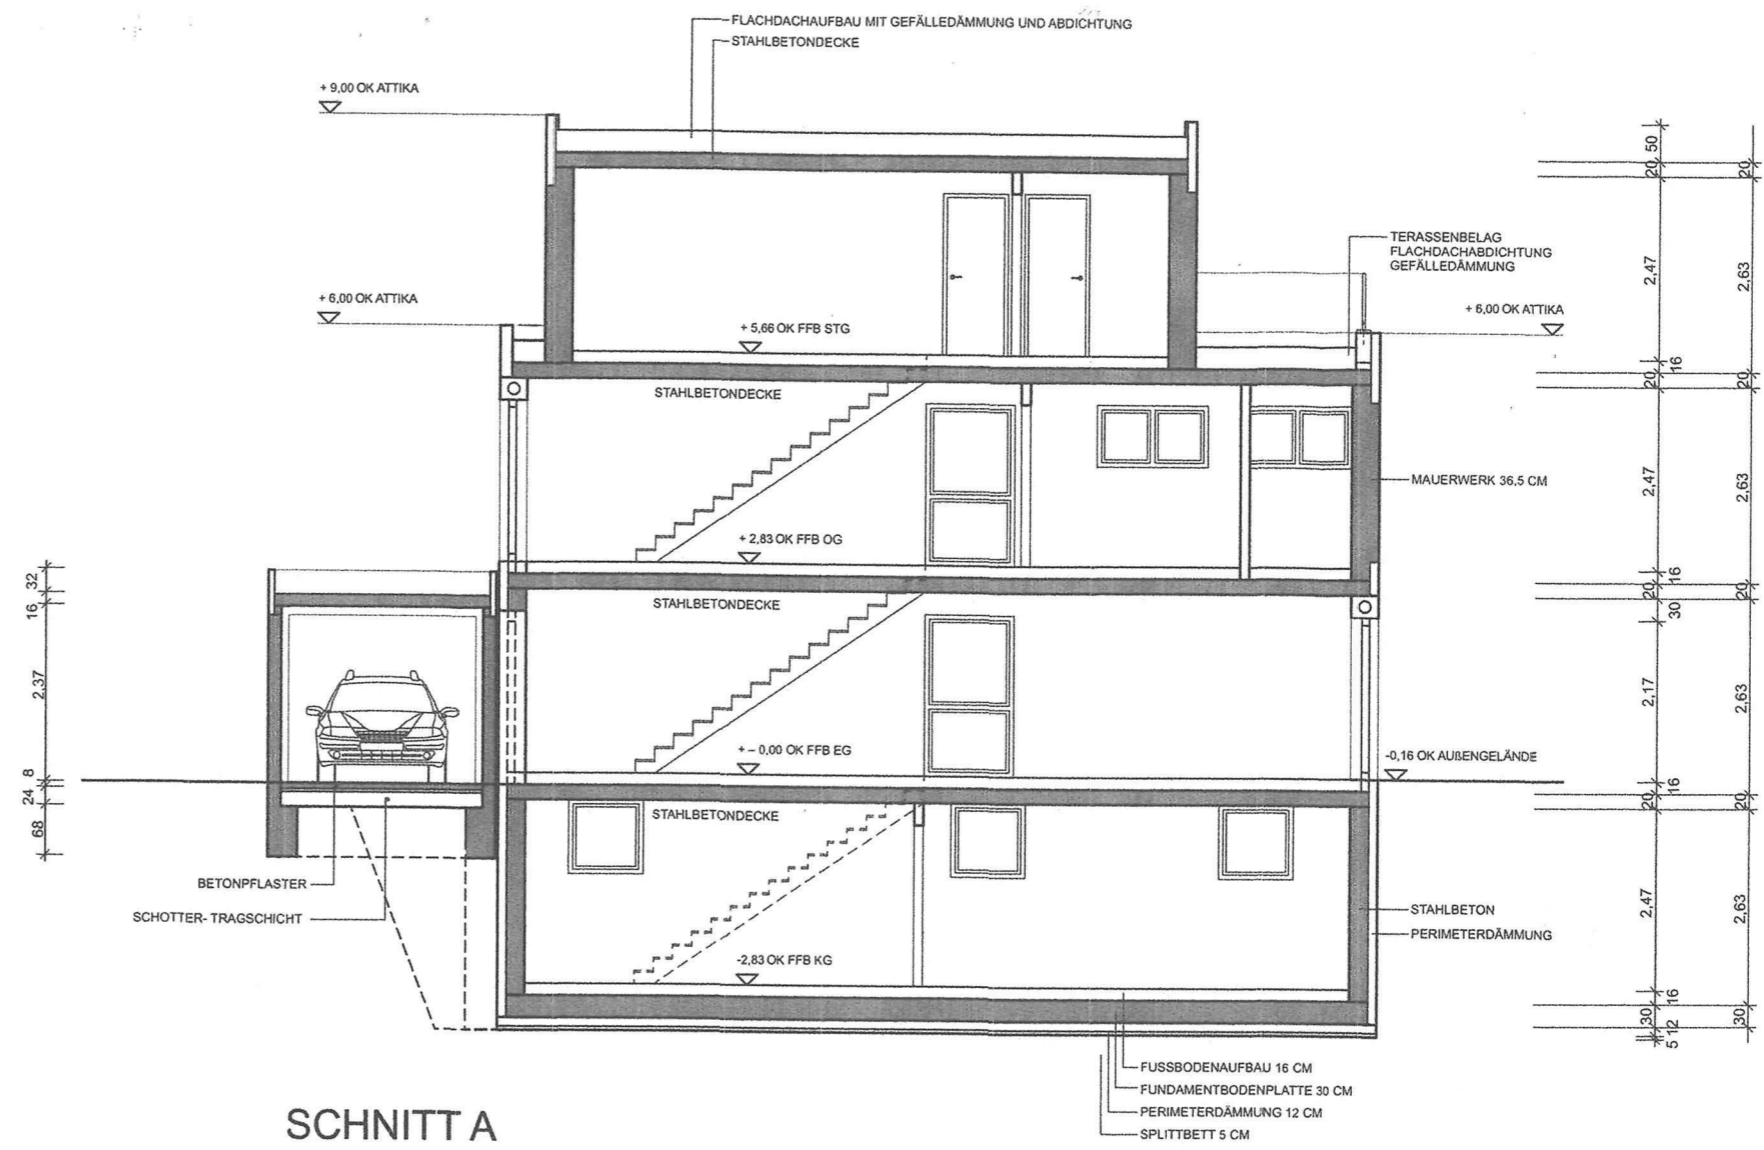 FLACHDACHAUFBAU MIT GEFÄLLEDÄMMUNG UND ABDICHTUNG
STAHLBETONDECKE
+ 9,00 OK ATTIKA
TERASSENBELAG
FLACHDACHABDICHTUNG
GEFÄLLEDÄMMUNG
+ 6,00 OK ATTIKA
+ 6,00 OK ATTIKA
+ 5,66 OK FFB STG
STAHLBETONDECKE
MAUERWERK 36,5 CM
+ 2,83 OK FFB OG
STAHLBETONDECKE
+ – 0,00 OK FFB EG
-0,16 OK AUßENGELÄNDE
STAHLBETONDECKE
BETONPFLASTER
SCHOTTER- TRAGSCHICHT
STAHLBETON
PERIMETERDÄMMUNG
-2,83 OK FFB KG
FUSSBODENAUFBAU 16 CM
FUNDAMENTBODENPLATTE 30 CM
PERIMETERDÄMMUNG 12 CM
SPLITTBETT 5 CM
SCHNITT A
32
16
2,37
8
24
68
50
20
2,47
16
20
2,47
16
20
30
2,17
16
20
2,47
16
30
12
5
20
2,63
20
2,63
20
2,63
20
2,63
30